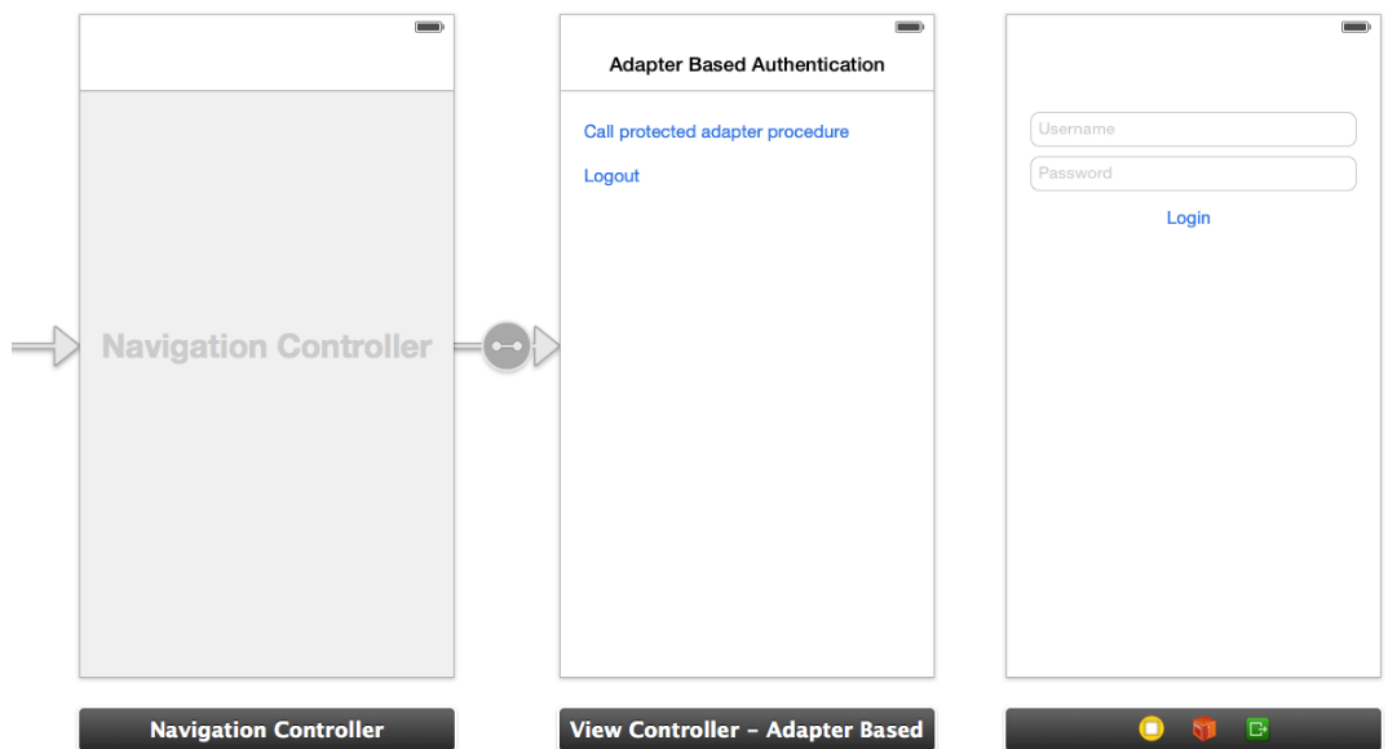 Navigation Controller
Navigation Controller
Adapter Based Authentication
Call protected adapter procedure
Logout
View Controller – Adapter Based
Username
Password
Login